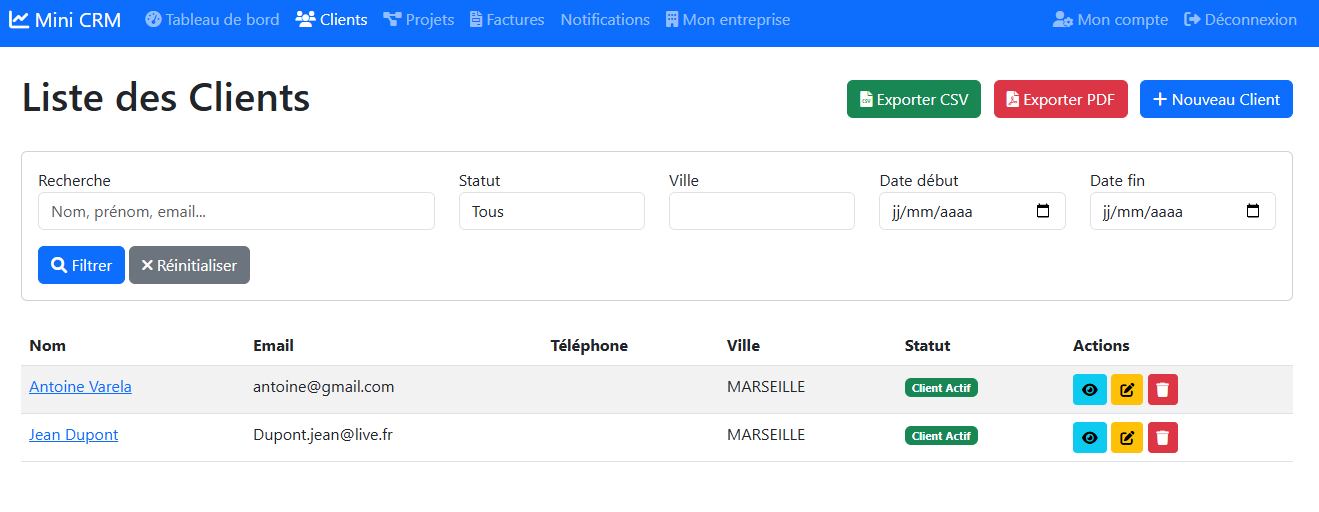 Mini CRM Tableau de bord Clients Projets Factures Notifications Mon entreprise Mon compte Déconnexion
Liste des Clients Exporter CSV Exporter PDF Nouveau Client
Recherche Statut Ville Date début Date fin
Nom, prénom, email... Tous jj/mm/aaaa jj/mm/aaaa
Filtrer Réinitialiser
Nom Email Téléphone Ville Statut Actions
Antoine Varela antoine@gmail.com MARSEILLE Client Actif
Jean Dupont Dupont.jean@live.fr MARSEILLE Client Actif